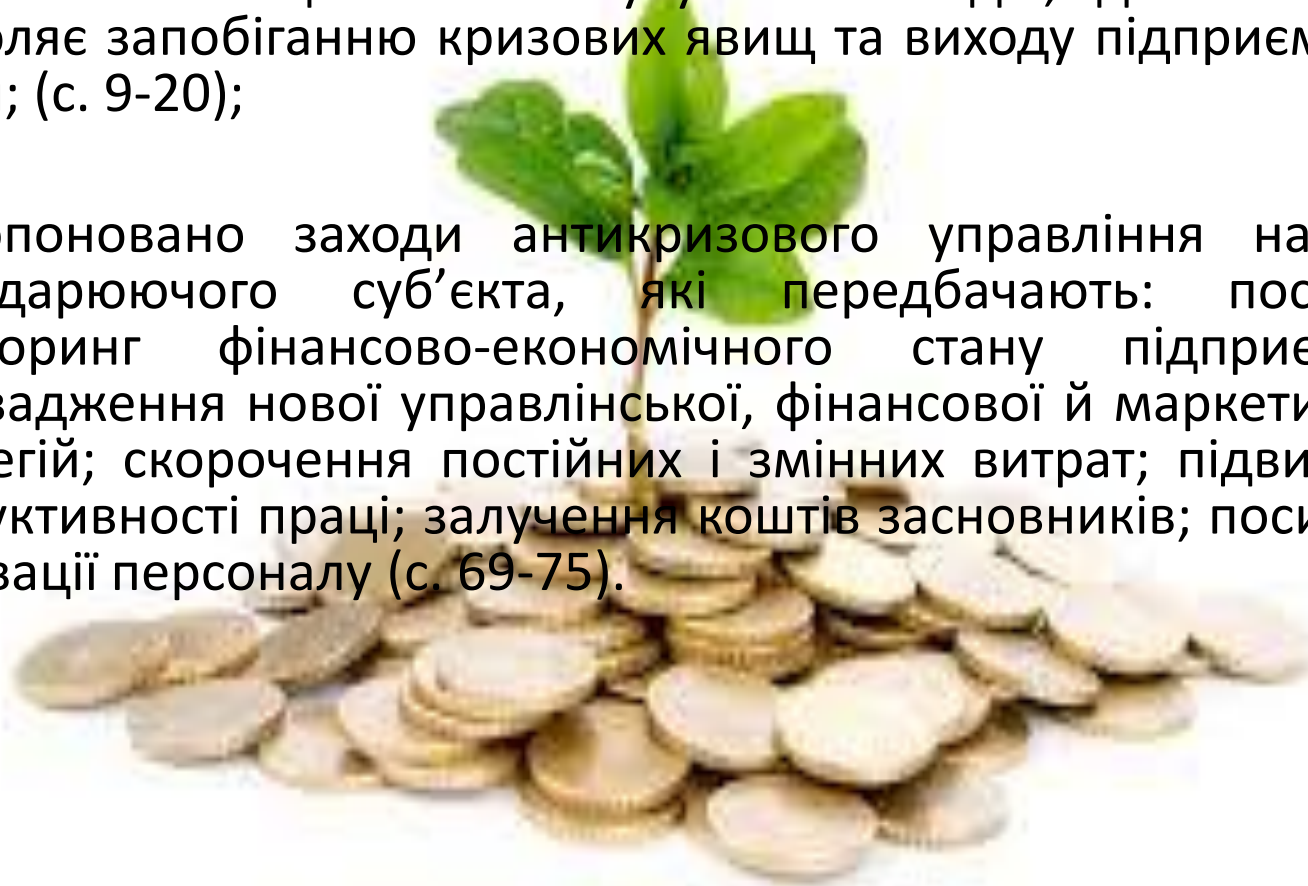 оляє запобіганню кризових явищ та виходу підприєм
; (с. 9-20);
опоновано заходи антикризового управління на
дарюючого суб’єкта, які передбачають: пос
оринг фінансово-економічного стану підприє
вадження нової управлінської, фінансової й маркети
егій; скорочення постійних і змінних витрат; підви
уктивності праці; залучення коштів засновників; поси
вації персоналу (с. 69-75).